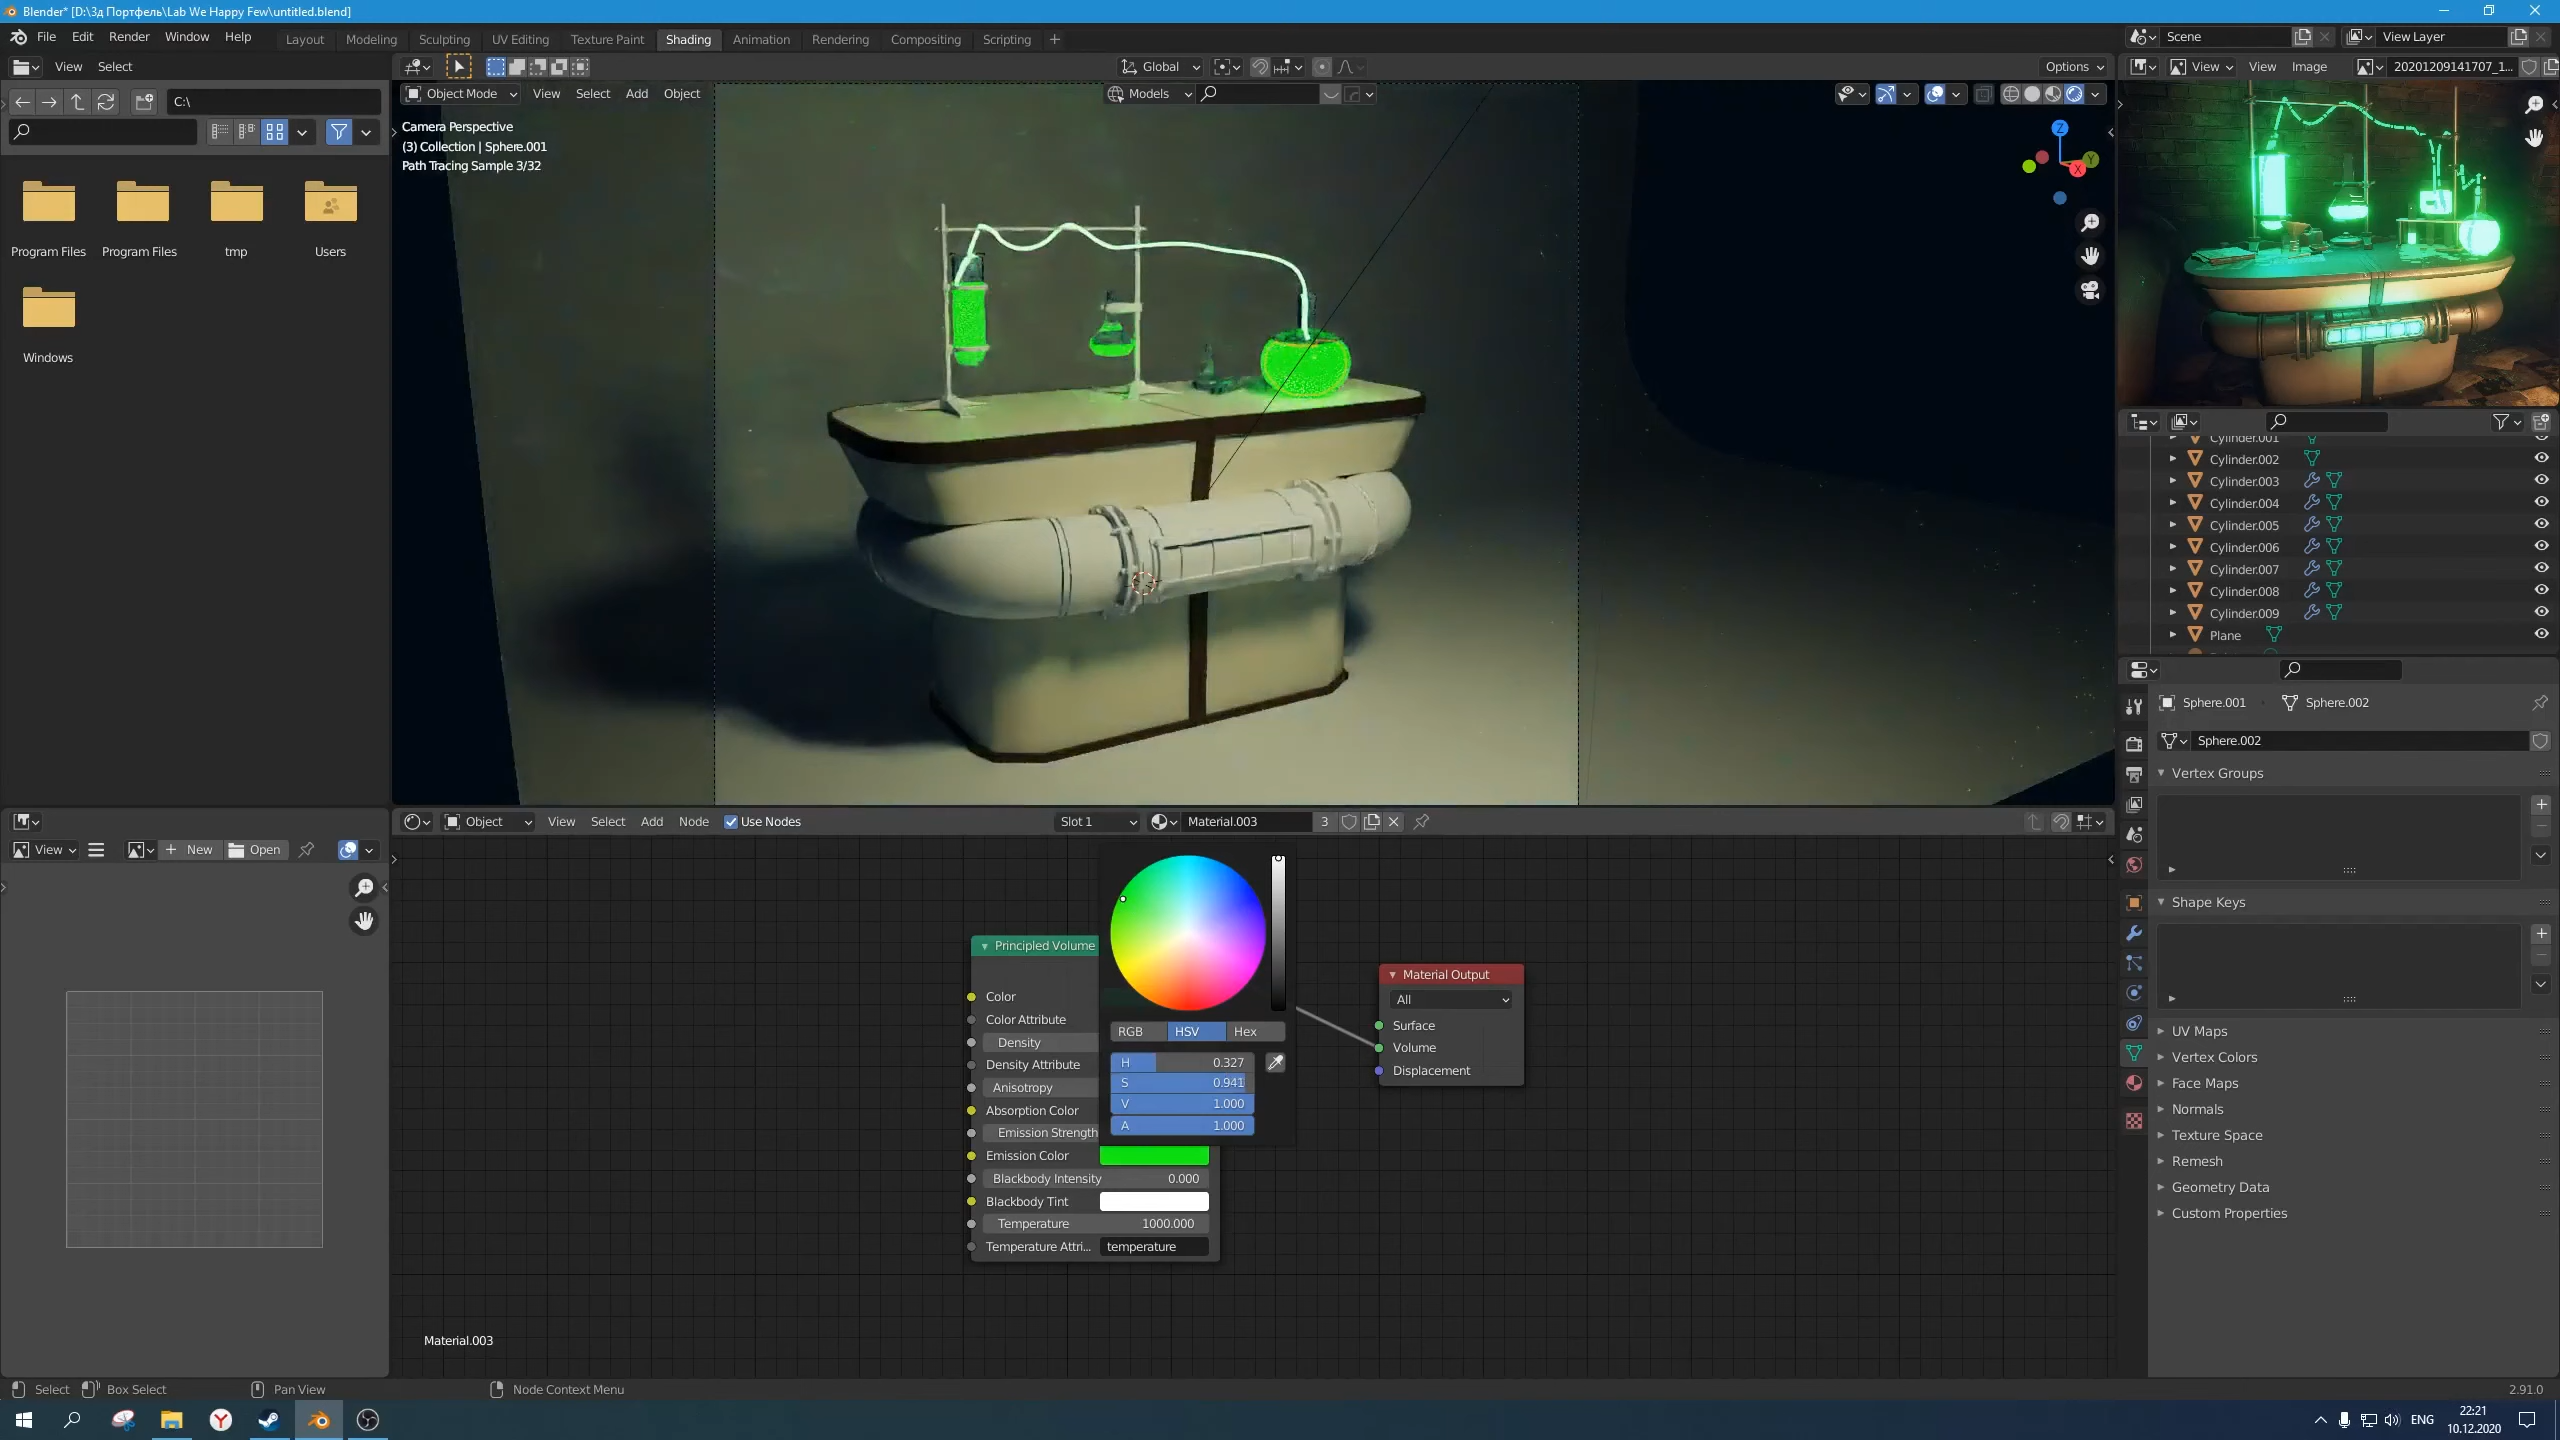 Blender* [D:\3д Портфель\Lab We Happy Few\untitled.blend]
File Edit Render Window Help
Layout Modeling Sculpting UV Editing Texture Paint Shading Animation Rendering Compositing Scripting +
Scene
View Layer
View Select
Global
Options
View View Image 20201209141707_1...
C:\
Object Mode View Select Add Object
Models
Camera Perspective
(3) Collection | Sphere.001
Path Tracing Sample 3/32
Z
Y
X
Program Files
Program Files
tmp
Users
Windows
Cylinder.001
Cylinder.002
Cylinder.003
Cylinder.004
Cylinder.005
Cylinder.006
Cylinder.007
Cylinder.008
Cylinder.009
Plane
Sphere.001 Sphere.002
Sphere.002
Vertex Groups
Shape Keys
UV Maps
Vertex Colors
Face Maps
Normals
Texture Space
Remesh
Geometry Data
Custom Properties
Object View Select Add Node Use Nodes Slot 1 Material.003 3
View + New Open
Principled Volume
Color
Color Attribute
Density
Density Attribute
Anisotropy
Absorption Color
Emission Strength
Emission Color
Blackbody Intensity 0.000
Blackbody Tint
Temperature 1000.000
Temperature Attri... temperature
RGB HSV Hex
H 0.327
S 0.941
V 1.000
A 1.000
Material Output
All
Surface
Volume
Displacement
Material.003
Select Box Select Pan View Node Context Menu 2.91.0
ENG
22:21
10.12.2020